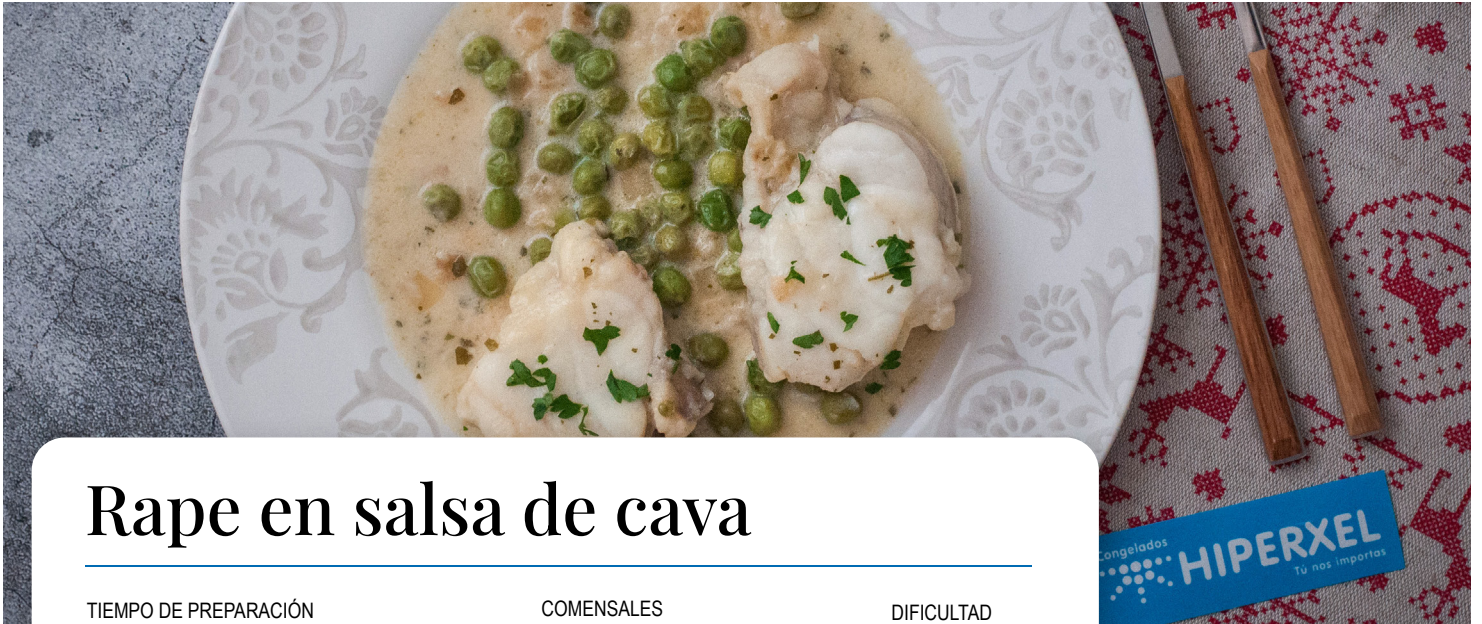 Rape en salsa de cava
TIEMPO DE PREPARACIÓN
COMENSALES
DIFICULTAD
Congelados
HIPERXEL
Tú nos importas